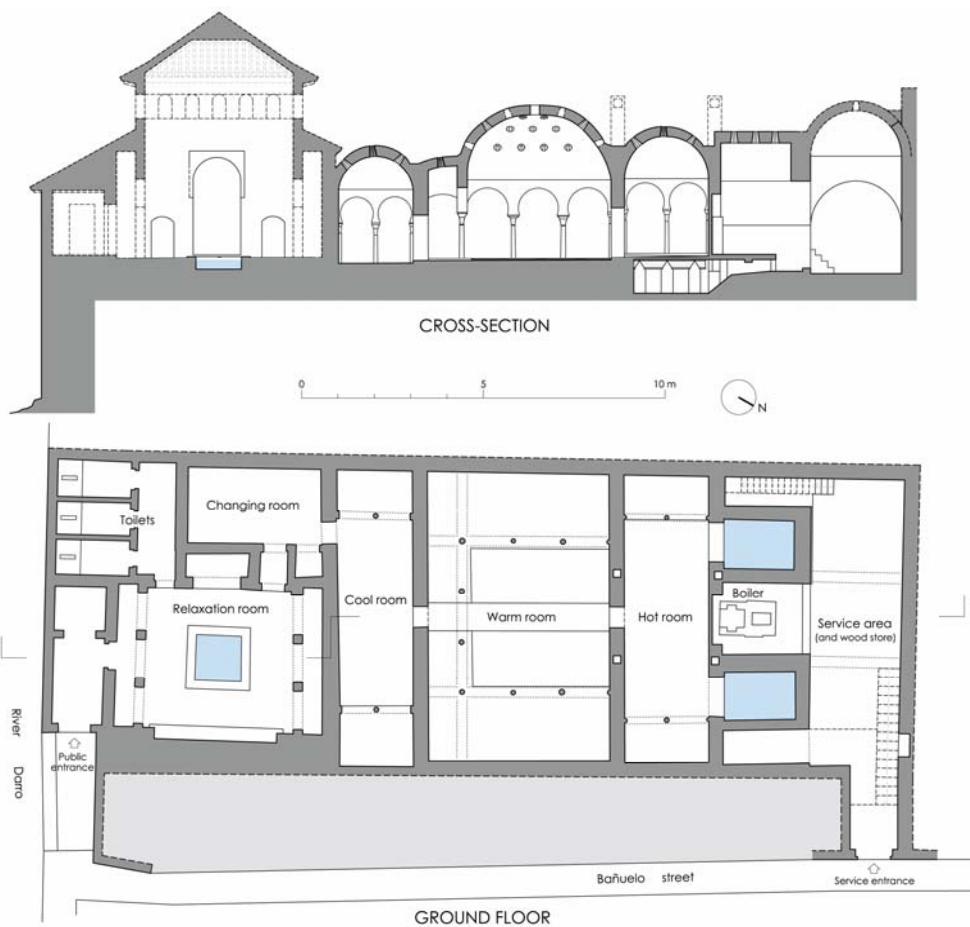 CROSS-SECTION
0
5
10 m
N
Changing room
Toilets
Relaxation room
Cool room
Warm room
Hot room
Boiler
Service area
(and wood store)
River Darro
Public
entrance
Bañuelo street
Service entrance
GROUND FLOOR